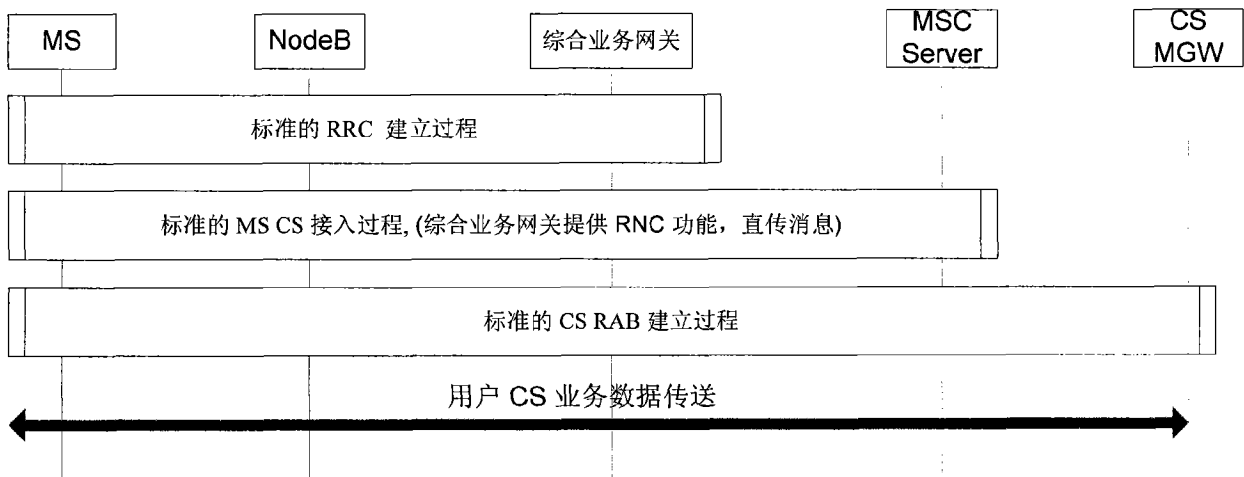 MS
NodeB
综合业务网关
MSC
Server
CS
MGW
标准的 RRC 建立过程
标准的 MS CS 接入过程, (综合业务网关提供 RNC 功能，直传消息)
标准的 CS RAB 建立过程
用户 CS 业务数据传送